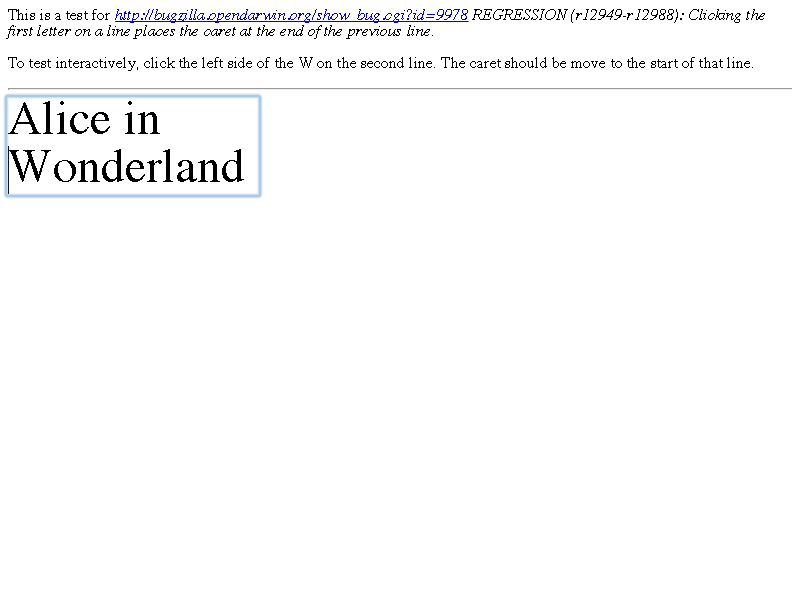 This is a test for http://bugzilla.opendarwin.org/show_bug.cgi?id=9978 REGRESSION (r12949-r12988): Clicking the
first letter on a line places the caret at the end of the previous line.
To test interactively, click the left side of the W on the second line. The caret should be move to the start of that line.
Alice in
Wonderland